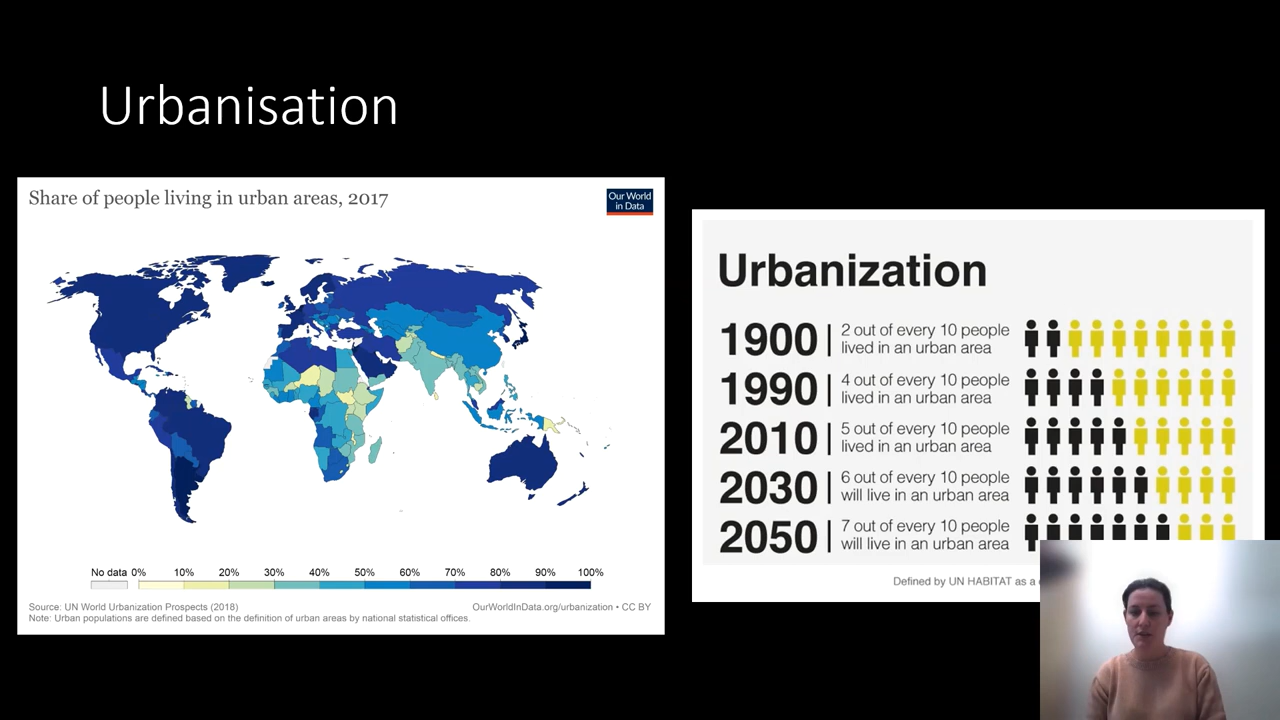 Urbanisation
Share of people living in urban areas, 2017
Our World
in Data
No data 0% 10% 20% 30% 40% 50% 60% 70% 80% 90% 100%
Source: UN World Urbanization Prospects (2018)
OurWorldInData.org/urbanization • CC BY
Note: Urban populations are defined based on the definition of urban areas by national statistical offices.
Urbanization
1900 | 2 out of every 10 people
lived in an urban area
1990 | 4 out of every 10 people
lived in an urban area
2010 | 5 out of every 10 people
lived in an urban area
2030 | 6 out of every 10 people
will live in an urban area
2050 | 7 out of every 10 people
will live in an urban area
Defined by UN HABITAT as a